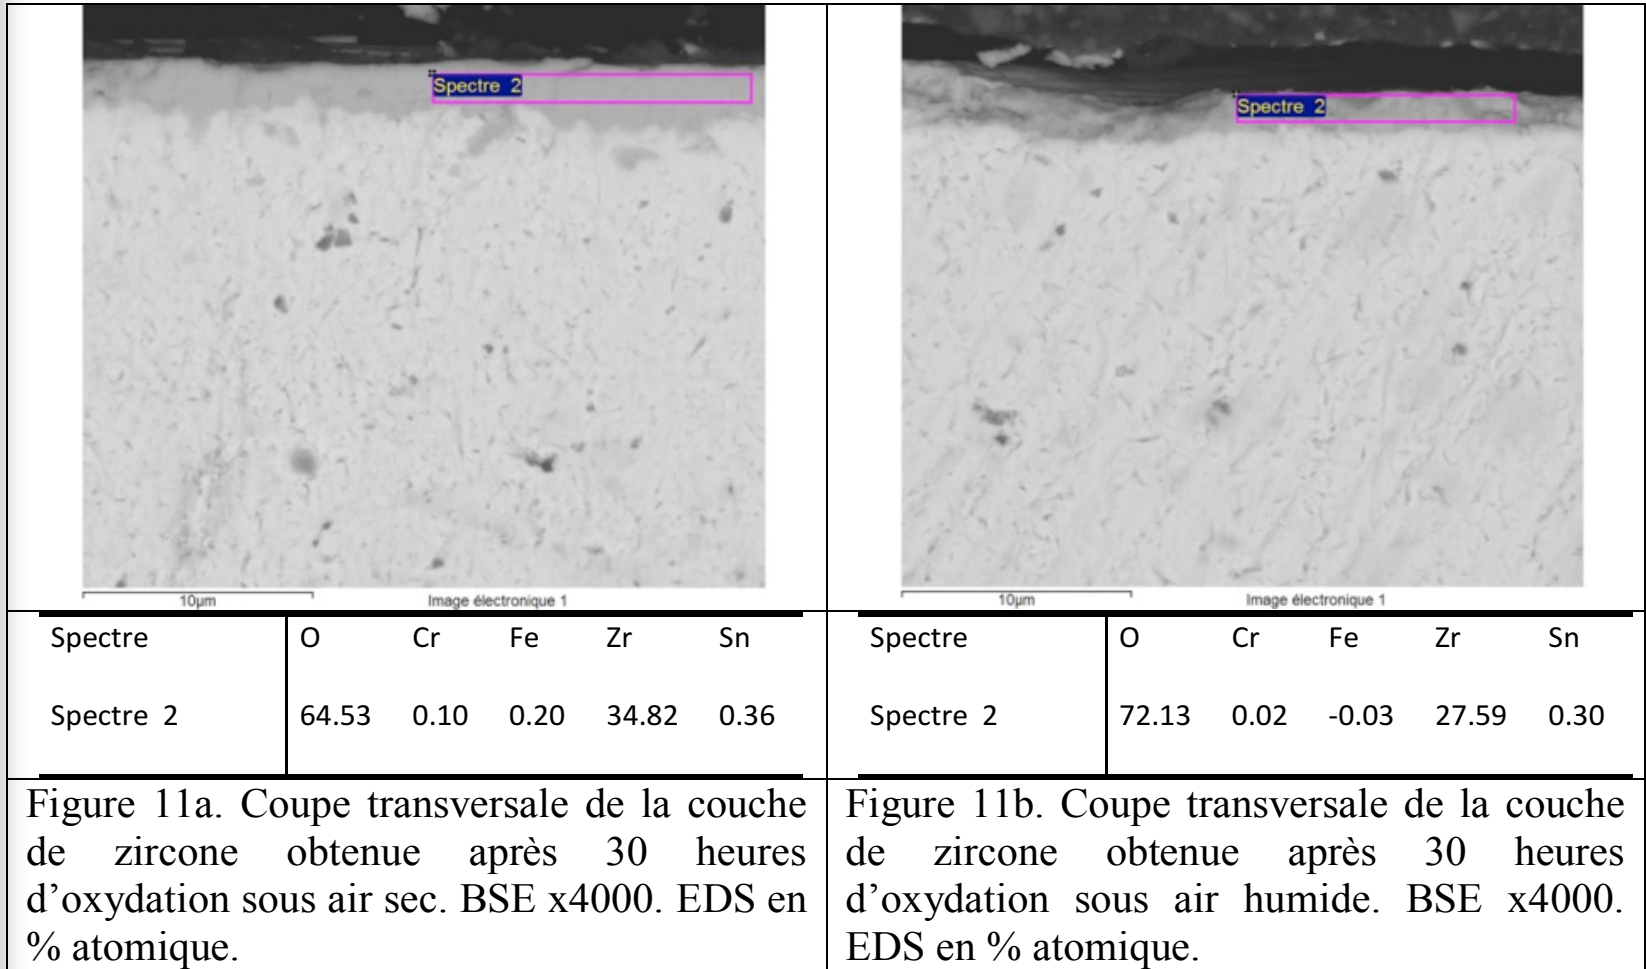 Spectre 2
10µm
Image électronique 1
Spectre O Cr Fe Zr Sn
Spectre 2 64.53 0.10 0.20 34.82 0.36
Figure 11a. Coupe transversale de la couche
de zircone obtenue après 30 heures
d’oxydation sous air sec. BSE x4000. EDS en
% atomique.
Spectre 2
10µm
Image électronique 1
Spectre O Cr Fe Zr Sn
Spectre 2 72.13 0.02 -0.03 27.59 0.30
Figure 11b. Coupe transversale de la couche
de zircone obtenue après 30 heures
d’oxydation sous air humide. BSE x4000.
EDS en % atomique.